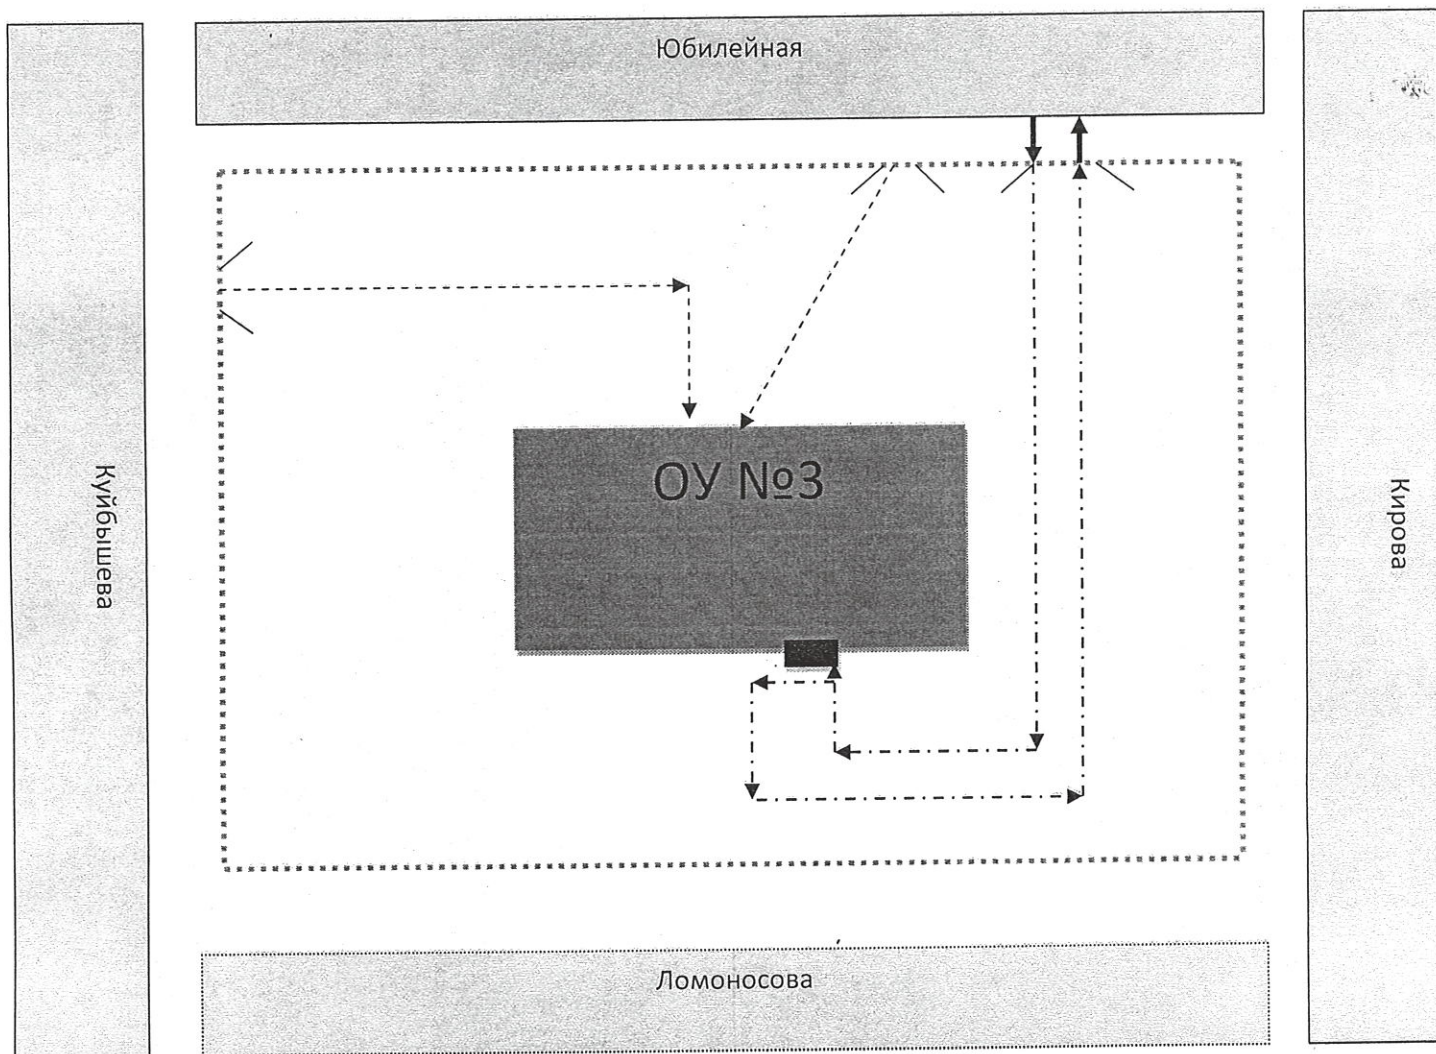 Юбилейная
Куйбышева
ОУ №3
Кирова
Ломоносова